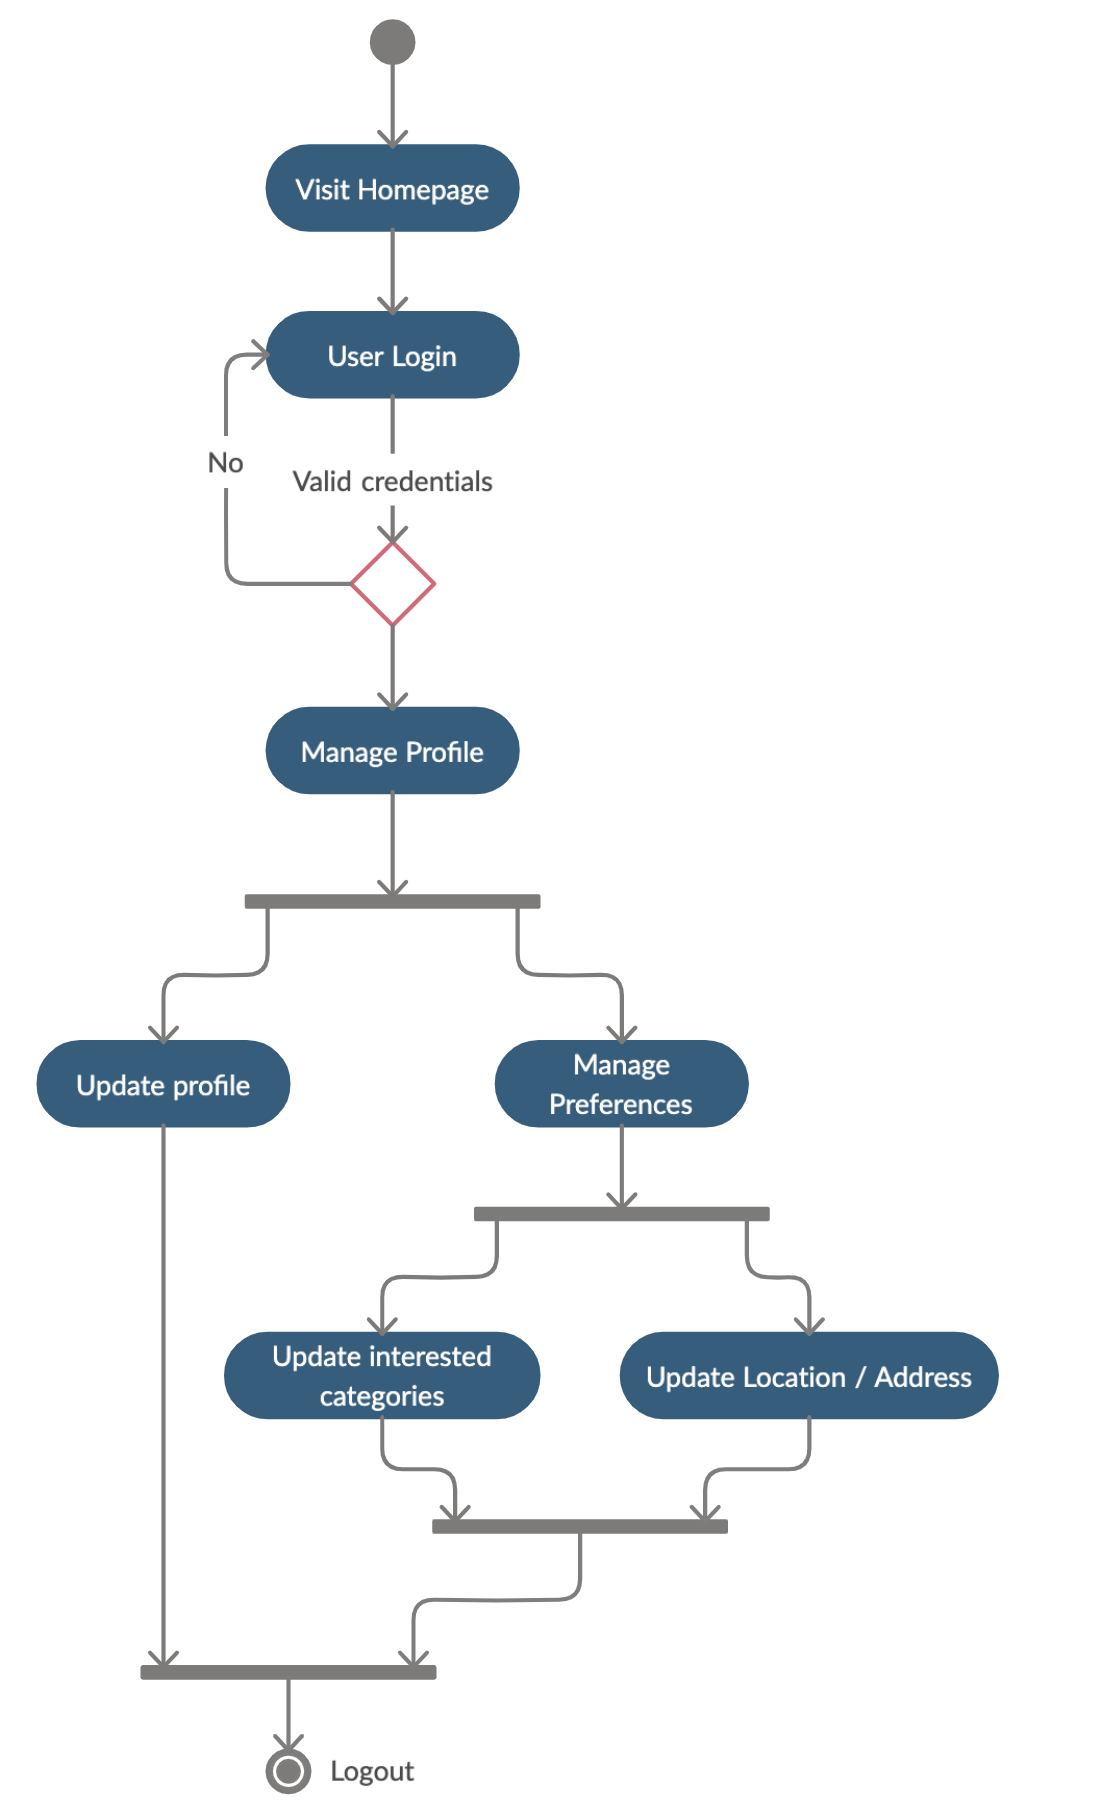 Visit Homepage
User Login
No
Valid credentials
Manage Profile
Update profile
Manage
Preferences
Update interested
categories
Update Location / Address
Logout